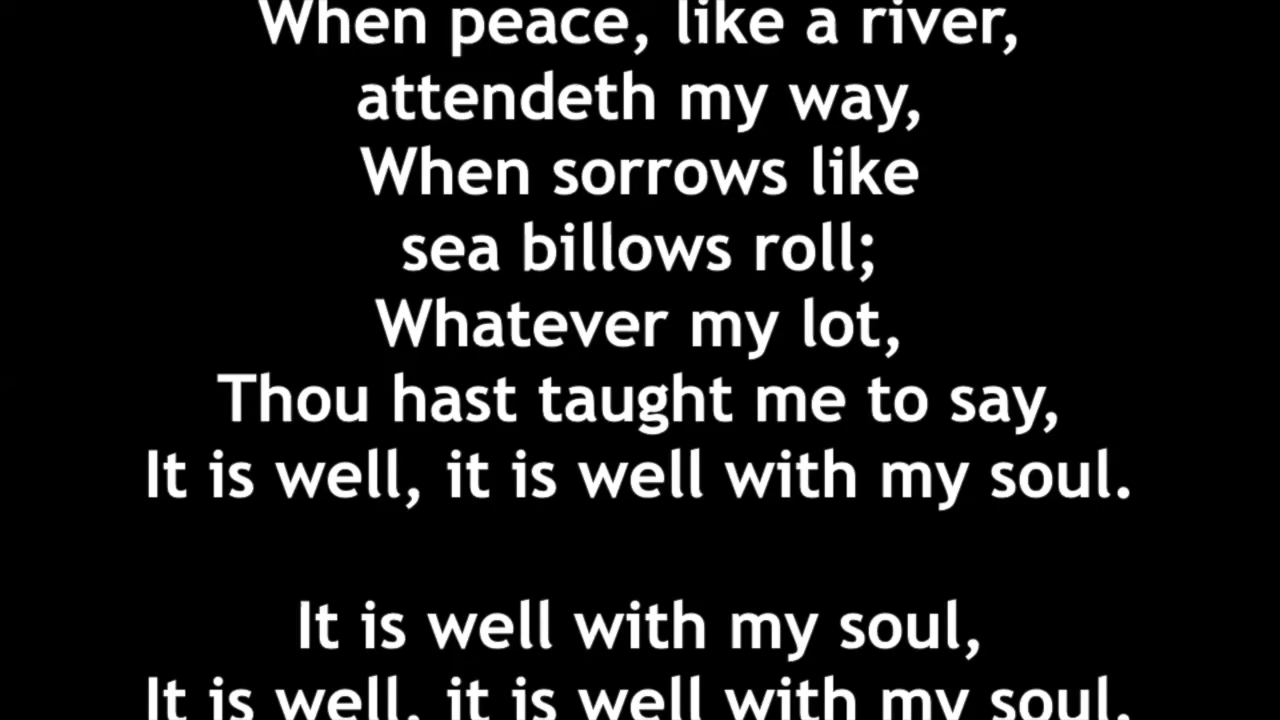 When peace, like a river,
attendeth my way,
When sorrows like
sea billows roll;
Whatever my lot,
Thou hast taught me to say,
It is well, it is well with my soul.
It is well with my soul,
It is well, it is well with my soul.